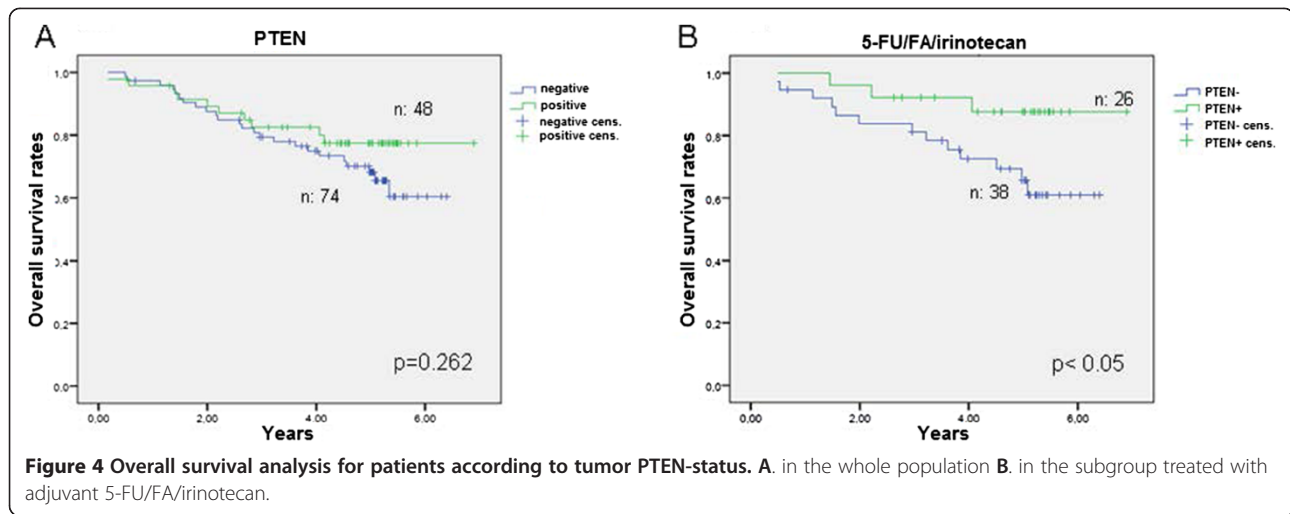 A
PTEN
Overall survival rates
1,0
0,8
0,6
0,4
0,2
0,0
0,00
2,00
4,00
6,00
Years
n: 48
n: 74
p=0.262
negative
positive
negative cens.
positive cens.
B
5-FU/FA/irinotecan
Overall survival rates
1,0
0,8
0,6
0,4
0,2
0,0
0,00
2,00
4,00
6,00
Years
n: 26
n: 38
p< 0.05
PTEN-
PTEN+
PTEN- cens.
PTEN+ cens.
Figure 4 Overall survival analysis for patients according to tumor PTEN-status. A. in the whole population B. in the subgroup treated with
adjuvant 5-FU/FA/irinotecan.